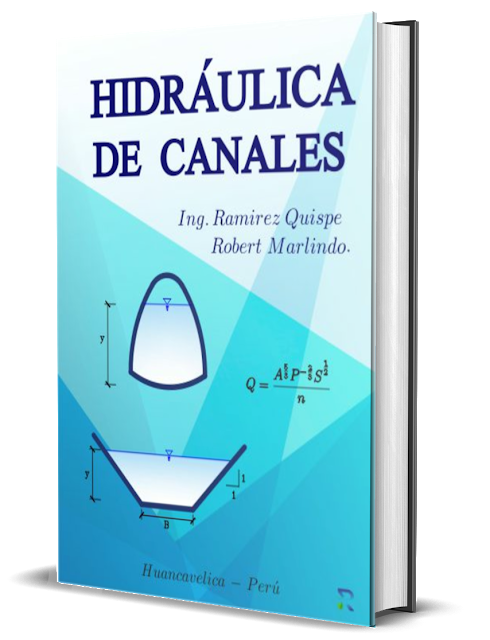 HIDRÁULICA
DE CANALES
Ing. Ramirez Quispe
Robert Marlindo.
y
Q = A^{5/3}P^{-2/3}S^{1/2} / n
y
1
1
B
Huancavelica – Perú